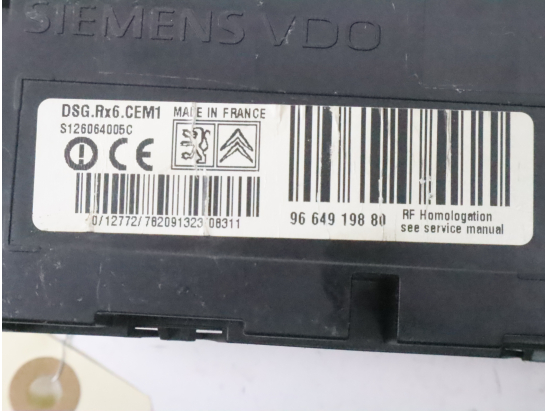 SIEMENS VDO
DSG.Rx6.CEM1 MADE IN FRANCE
S126064005C
CE
0/12772/782091323 08311
96 649 198 80
RF Homologation
see service manual